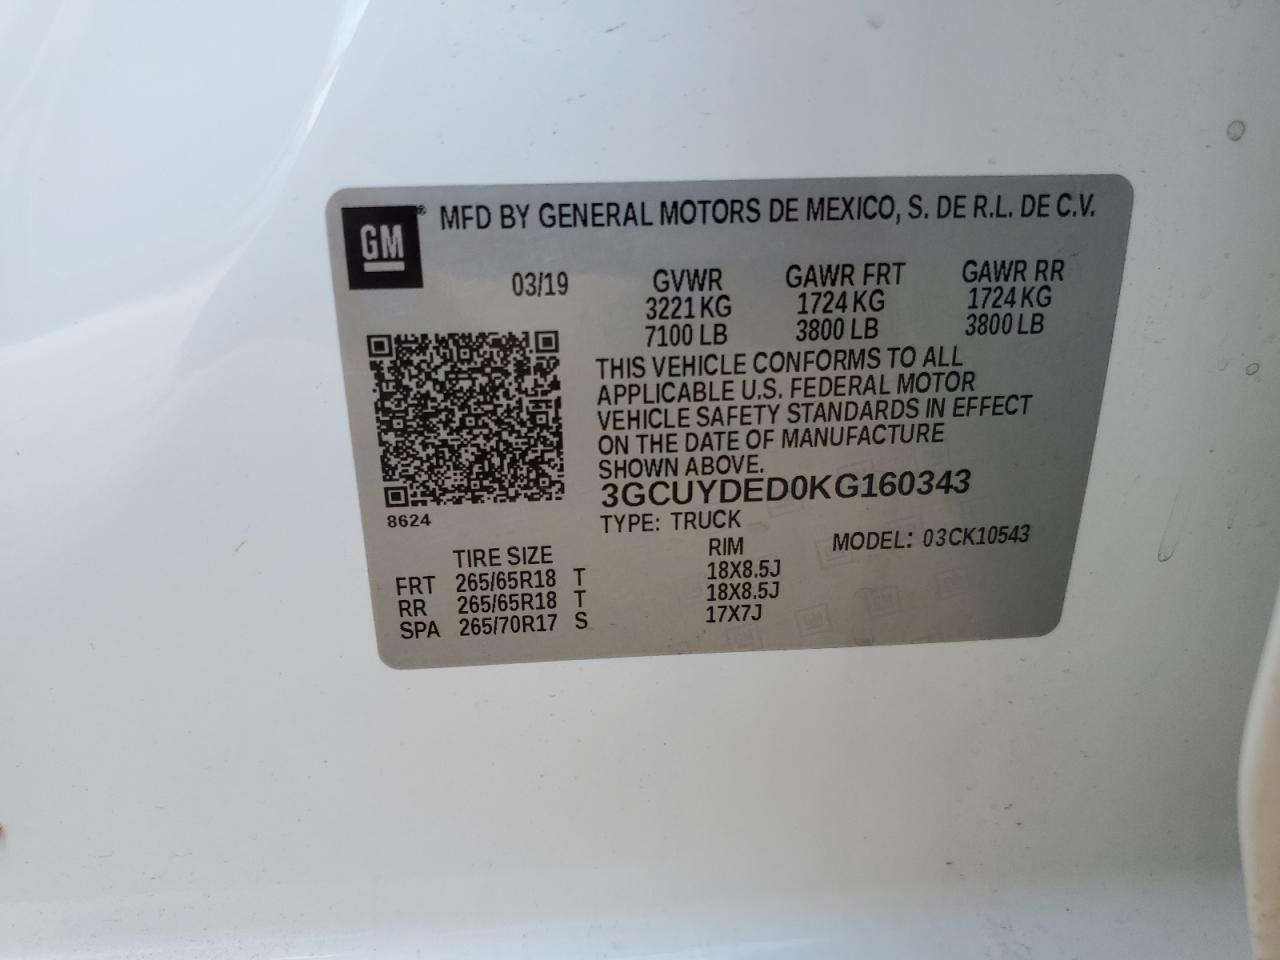 GM® MFD BY GENERAL MOTORS DE MEXICO, S. DE R.L. DE C.V.
03/19 GVWR GAWR FRT GAWR RR
3221 KG 1724 KG 1724 KG
7100 LB 3800 LB 3800 LB
THIS VEHICLE CONFORMS TO ALL
APPLICABLE U.S. FEDERAL MOTOR
VEHICLE SAFETY STANDARDS IN EFFECT
ON THE DATE OF MANUFACTURE
SHOWN ABOVE.
3GCUYDED0KG160343
8624 TYPE: TRUCK
MODEL: 03CK10543
TIRE SIZE RIM
FRT 265/65R18 T 18X8.5J
RR 265/65R18 T 18X8.5J
SPA 265/70R17 S 17X7J